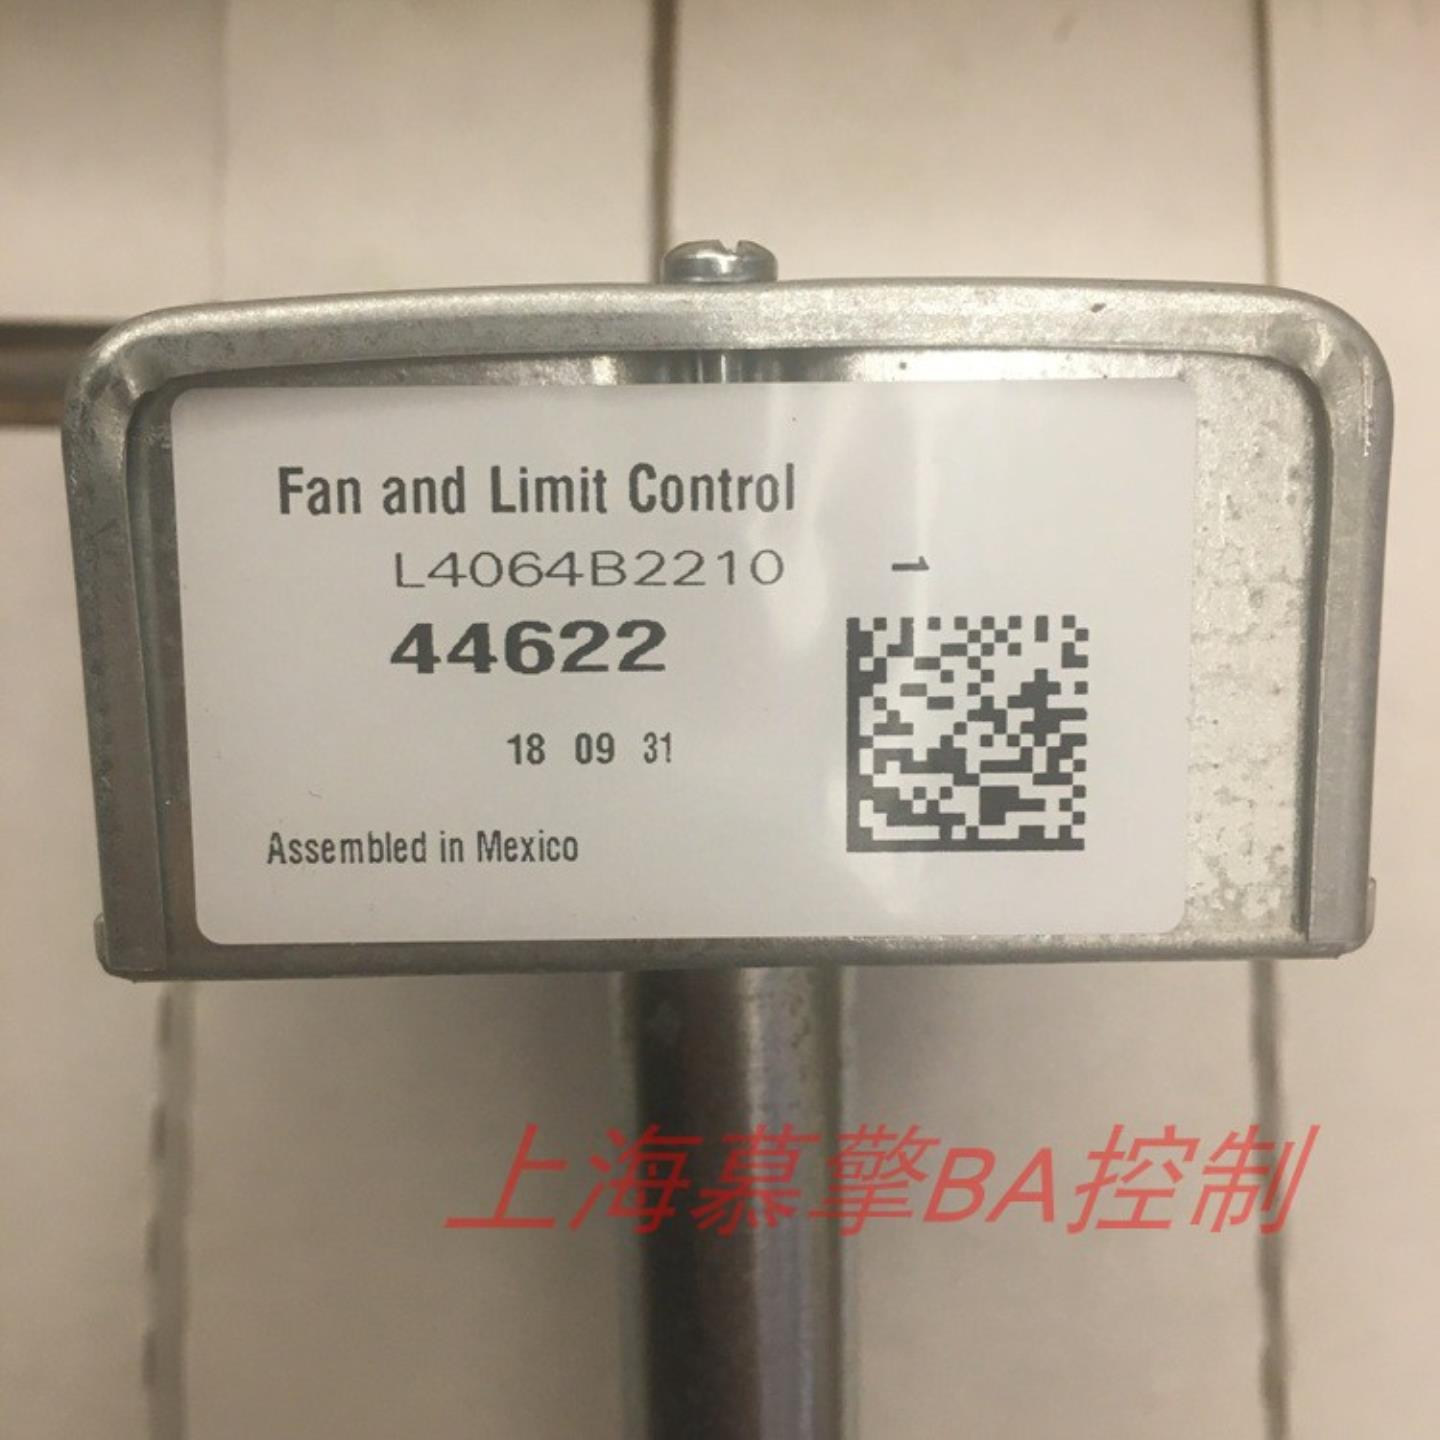 Fan and Limit Control
L4064B2210
1
44622
18 09 31
Assembled in Mexico
上海慕擎BA控制